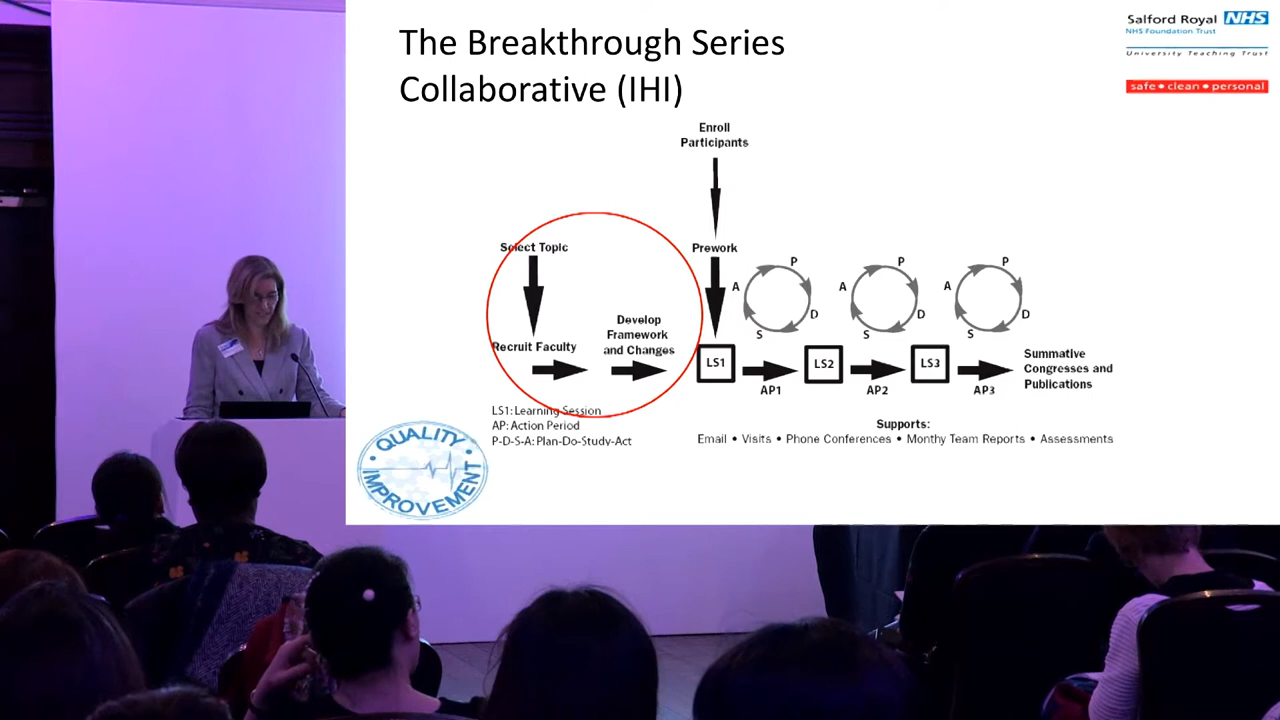 The Breakthrough Series
Collaborative (IHI)
Salford Royal NHS
NHS Foundation Trust
University Teaching Trust
safe • clean • personal
Enroll
Participants
Select Topic
Prework
Recruit Faculty
Develop
Framework
and Changes
P
A
D
S
P
A
D
S
P
A
D
S
LS1
LS2
LS3
AP1
AP2
AP3
Summative
Congresses and
Publications
LS1: Learning Session
AP: Action Period
P-D-S-A: Plan-Do-Study-Act
Supports:
Email • Visits • Phone Conferences • Monthy Team Reports • Assessments
QUALITY
IMPROVEMENT